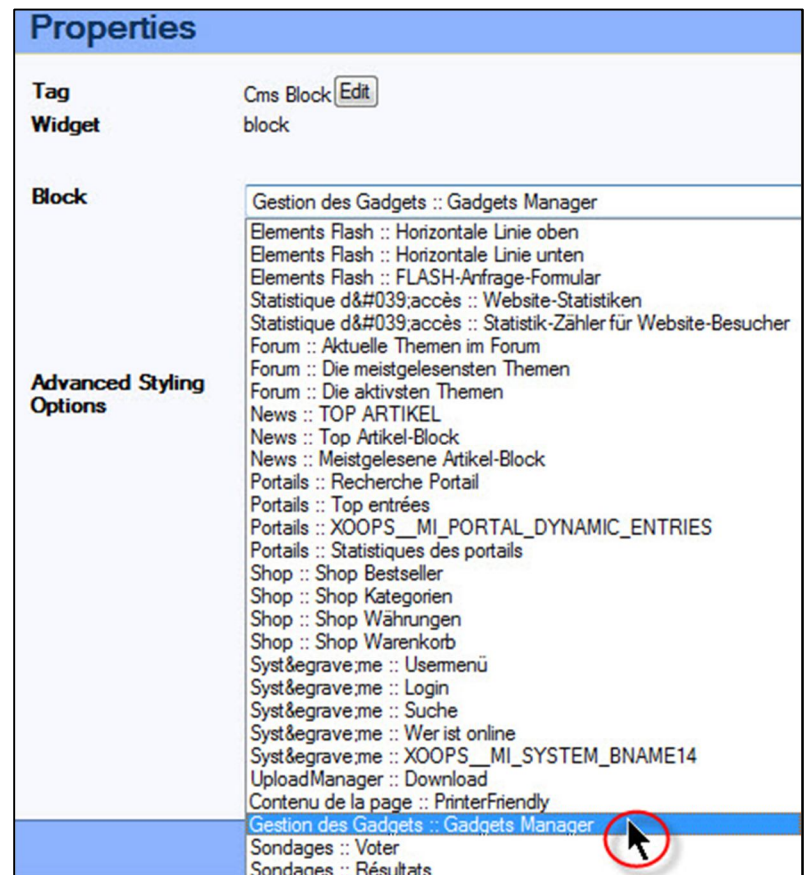 Properties
Tag Cms Block Edit
Widget block
Block Gestion des Gadgets :: Gadgets Manager
Elements Flash :: Horizontale Linie oben
Elements Flash :: Horizontale Linie unten
Elements Flash :: FLASH-Anfrage-Formular
Statistique d&#039;accès :: Website-Statistiken
Statistique d&#039;accès :: Statistik-Zähler für Website-Besucher
Forum :: Aktuelle Themen im Forum
Forum :: Die meistgelesensten Themen
Advanced Styling
Options
Forum :: Die aktivsten Themen
News :: TOP ARTIKEL
News :: Top Artikel-Block
News :: Meistgelesene Artikel-Block
Portails :: Recherche Portail
Portails :: Top entrées
Portails :: XOOPS__MI_PORTAL_DYNAMIC_ENTRIES
Portails :: Statistiques des portails
Shop :: Shop Bestseller
Shop :: Shop Kategorien
Shop :: Shop Währungen
Shop :: Shop Warenkorb
Syst&egrave;me :: Usermenü
Syst&egrave;me :: Login
Syst&egrave;me :: Suche
Syst&egrave;me :: Wer ist online
Syst&egrave;me :: XOOPS__MI_SYSTEM_BNAME14
UploadManager :: Download
Contenu de la page :: PrinterFriendly
Gestion des Gadgets :: Gadgets Manager
Sondages :: Voter
Sondages :: Résultats